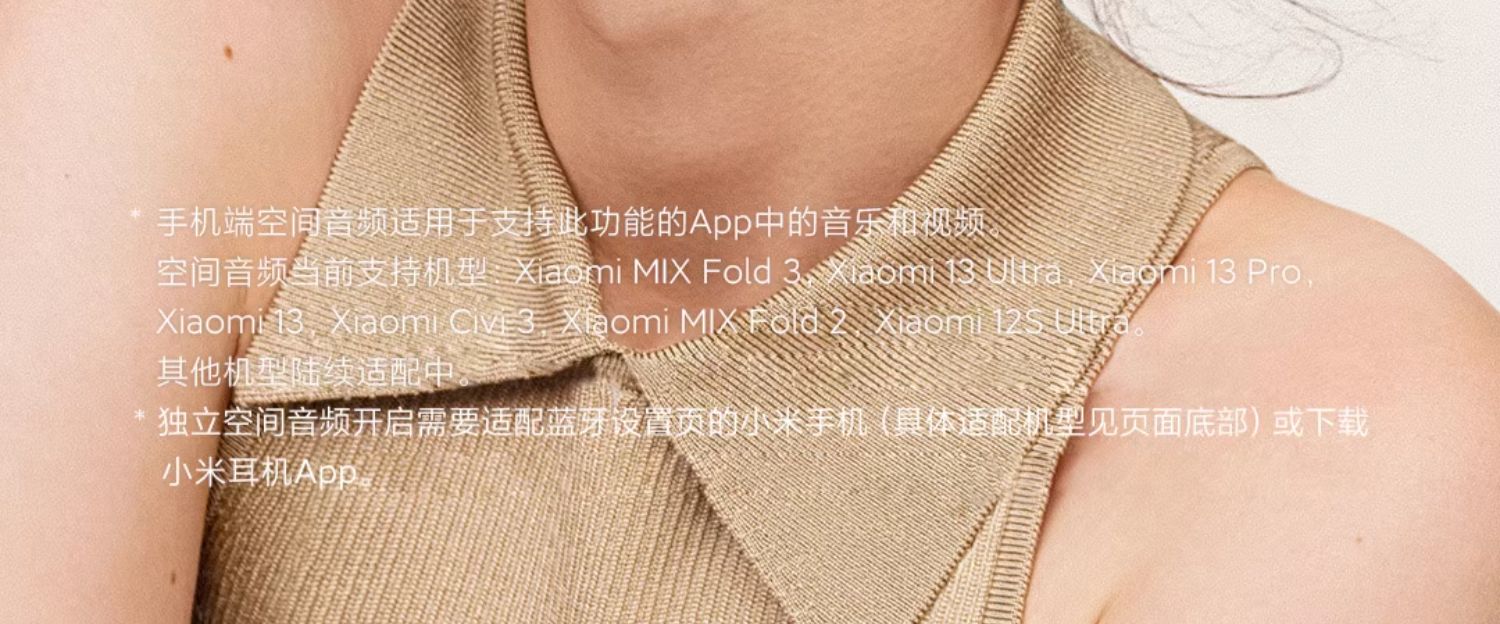 * 手机端空间音频适用于支持此功能的App中的音乐和视频。
空间音频当前支持机型：Xiaomi MIX Fold 3，Xiaomi 13 Ultra，Xiaomi 13 Pro，
Xiaomi 13，Xiaomi Civi 3，Xiaomi MIX Fold 2，Xiaomi 12S Ultra。
其他机型陆续适配中。
* 独立空间音频开启需要适配蓝牙设置页的小米手机（具体适配机型见页面底部）或下载
小米耳机App。